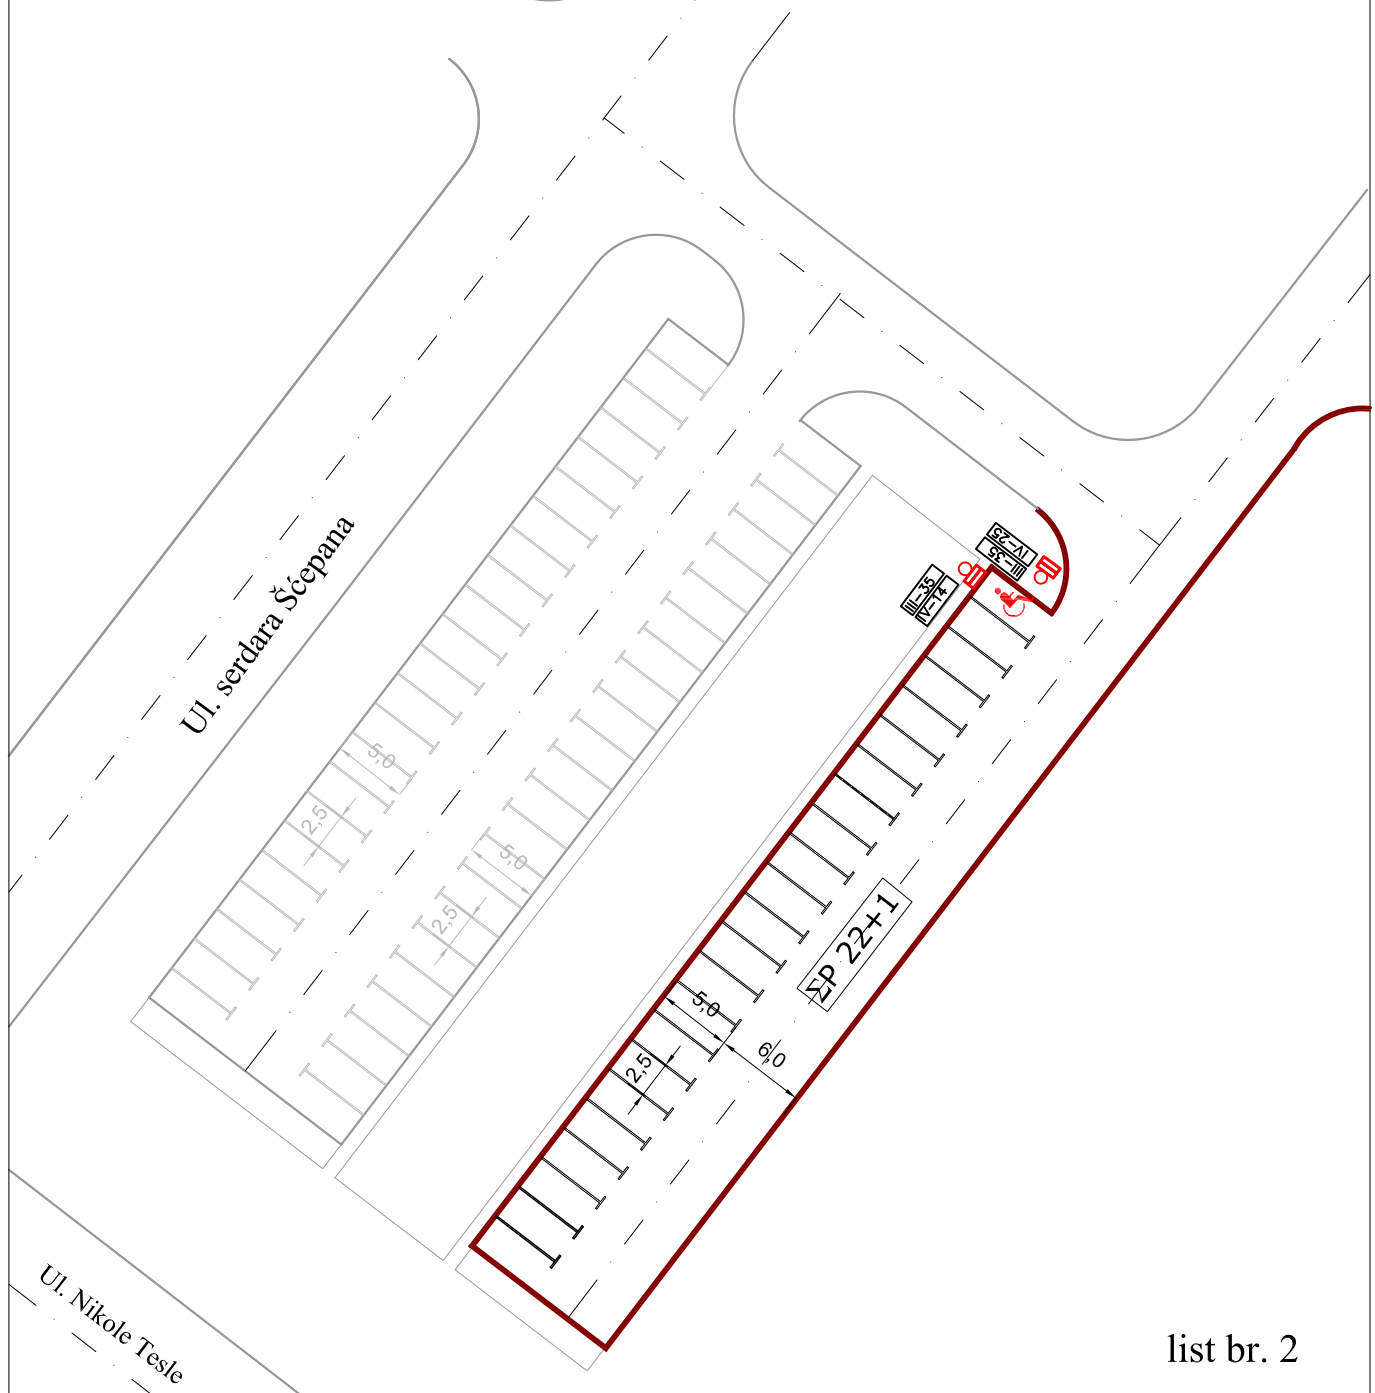 IV-25
III-35
III-35
IV-14
Ul. serdara Šćepana
5,0
2,5
5,0
2,5
ΣP 22+1
5,0
6,0
2,5
Ul. Nikole Tesle
list br. 2